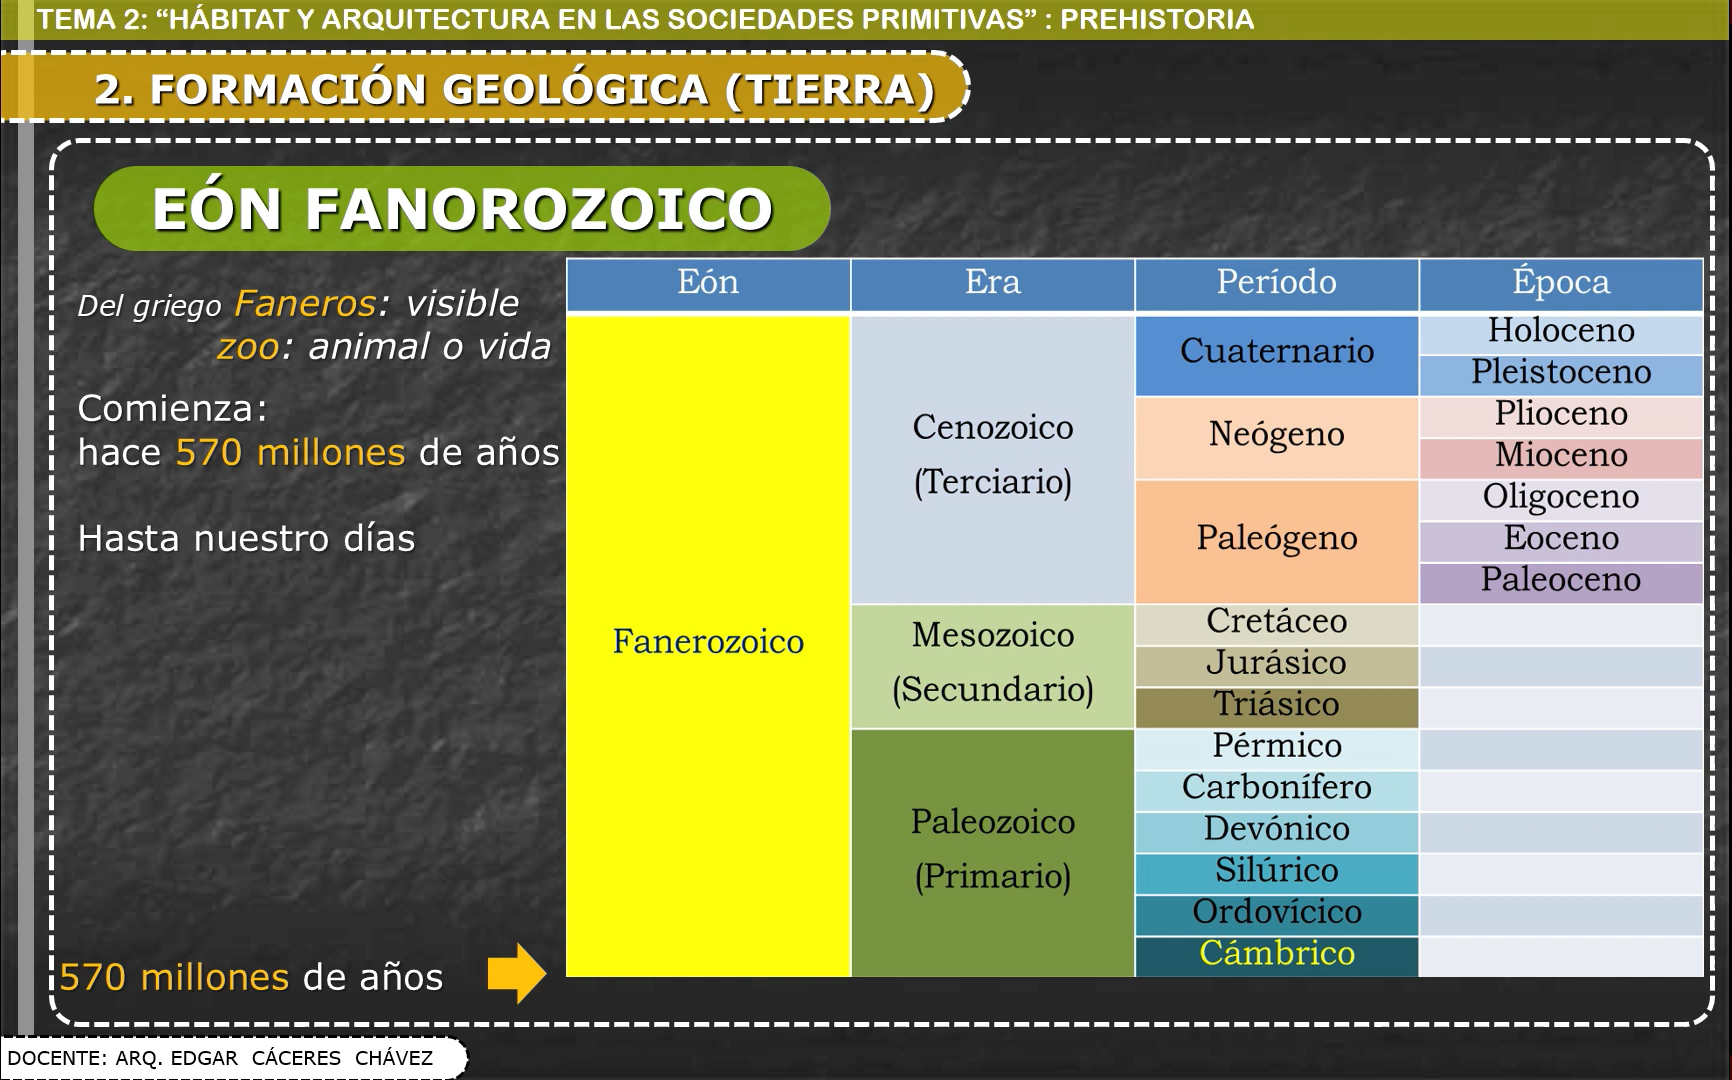 TEMA 2: “HÁBITAT Y ARQUITECTURA EN LAS SOCIEDADES PRIMITIVAS” : PREHISTORIA
2. FORMACIÓN GEOLÓGICA (TIERRA)
EÓN FANOROZOICO
Del griego Faneros: visible
zoo: animal o vida
Comienza:
hace 570 millones de años
Hasta nuestro días
570 millones de años
Eón Era Período Época
Fanerozoico
Cenozoico
(Terciario)
Cuaternario
Holoceno
Pleistoceno
Neógeno
Plioceno
Mioceno
Paleógeno
Oligoceno
Eoceno
Paleoceno
Mesozoico
(Secundario)
Cretáceo
Jurásico
Triásico
Paleozoico
(Primario)
Pérmico
Carbonífero
Devónico
Silúrico
Ordovícico
Cámbrico
DOCENTE: ARQ. EDGAR CÁCERES CHÁVEZ